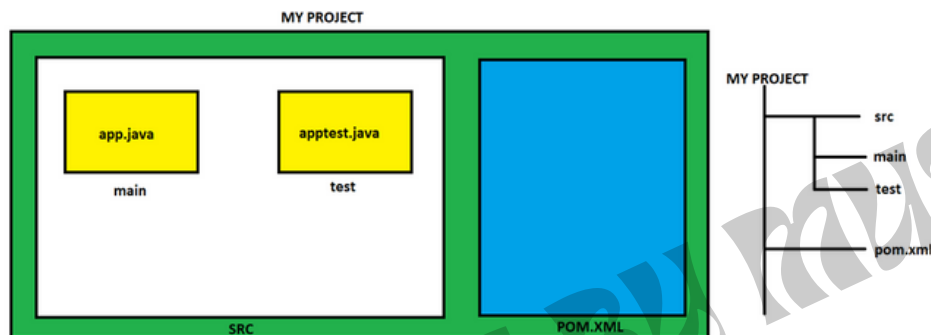 MY PROJECT
app.java
apptest.java
main
test
SRC
POM.XML
MY PROJECT
src
main
test
pom.xml